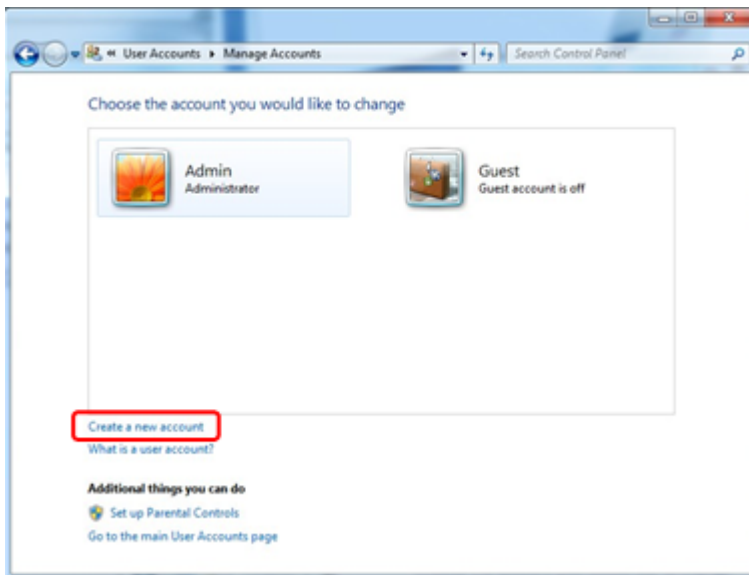 « User Accounts ▸ Manage Accounts
Search Control Panel
Choose the account you would like to change
Admin
Administrator
Guest
Guest account is off
Create a new account
What is a user account?
Additional things you can do
Set up Parental Controls
Go to the main User Accounts page